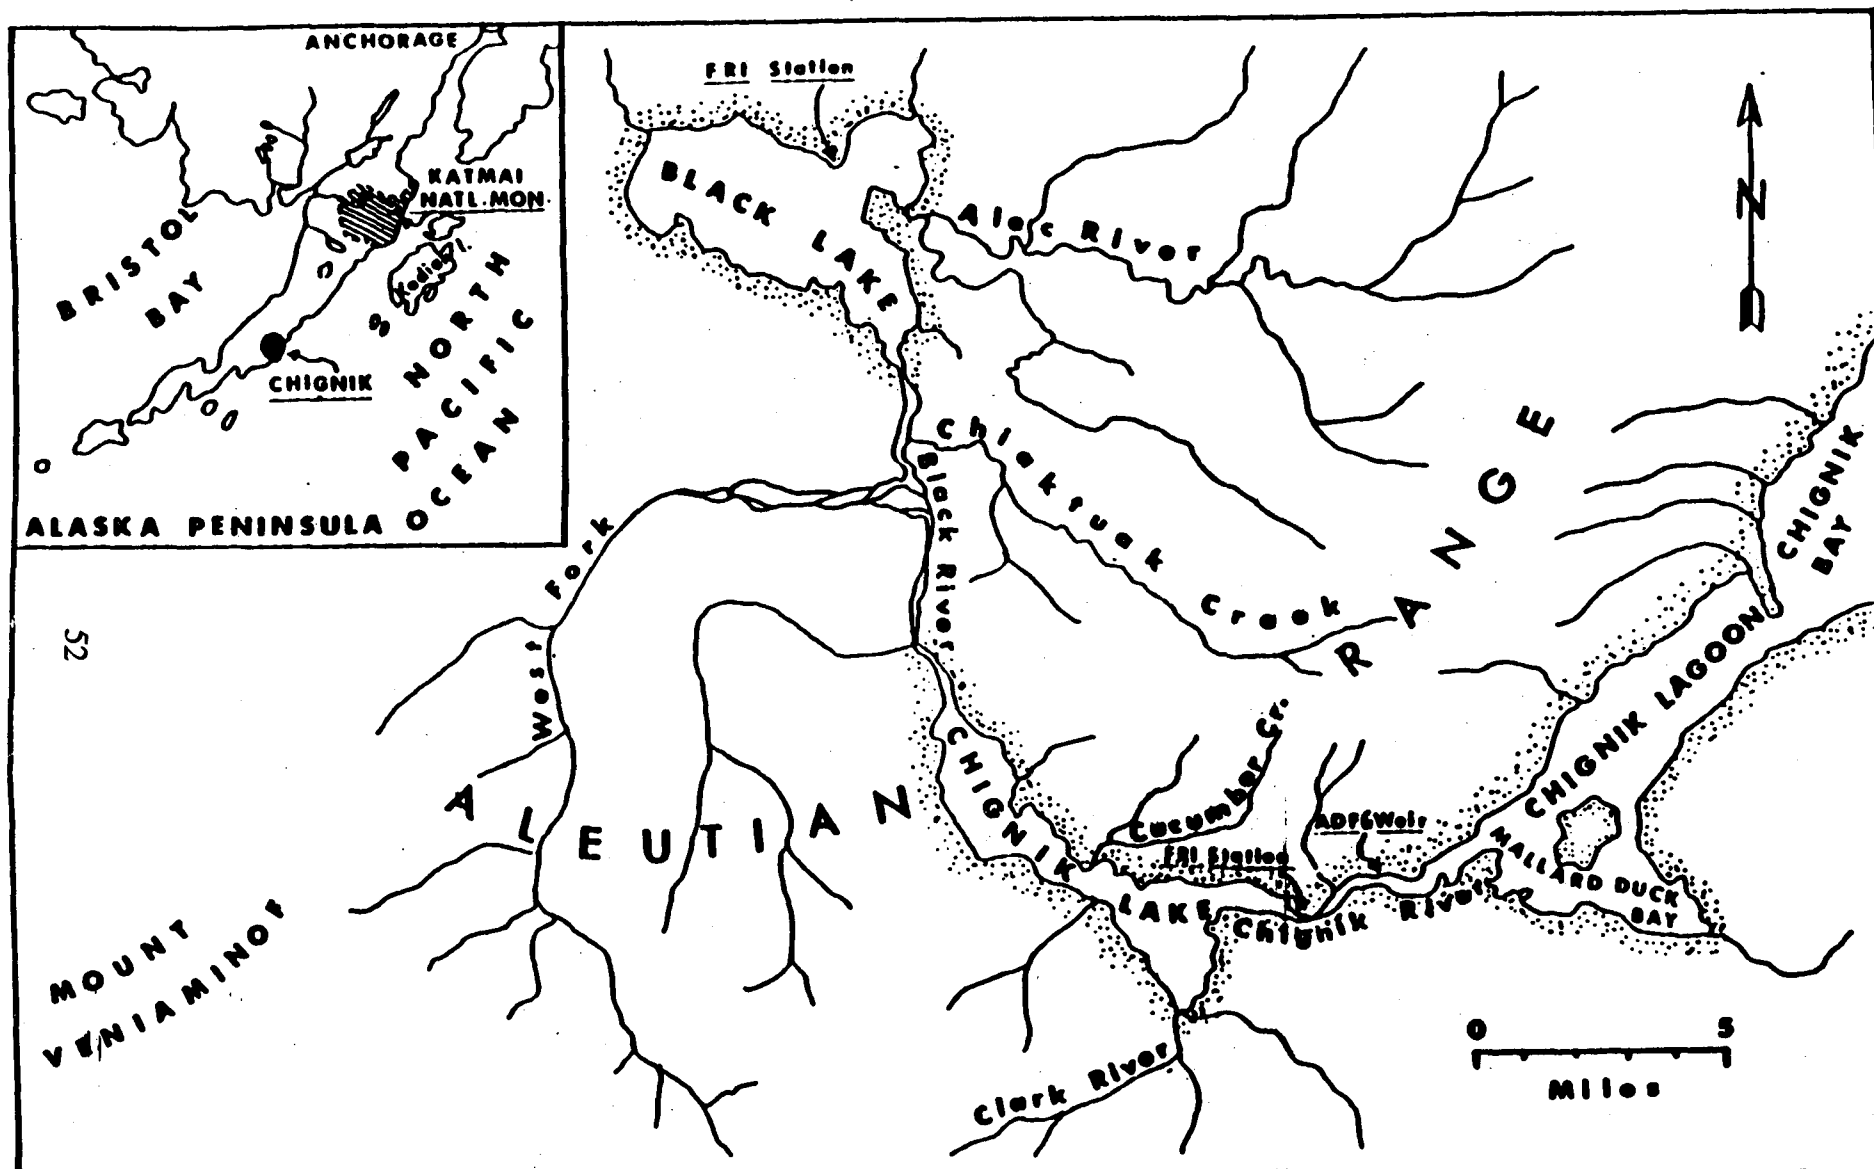 ANCHORAGE
KATMAI
NATL. MON.
BRISTOL
BAY
Kodiak I.
NORTH
PACIFIC
OCEAN
CHIGNIK
ALASKA PENINSULA
FRI Station
BLACK LAKE
Alec River
N
Chiaktuak Creek
Black River
West Fork
CHIGNIK
BAY
ALEUTIAN RANGE
CHIGNIK LAGOON
CHIGNIK LAKE
Cucumber Cr.
FRI Station
ADF&Weir
Chignik River
MALLARD DUCK
BAY
Clark River
MOUNT
VENIAMINOF
0 5
Miles
52